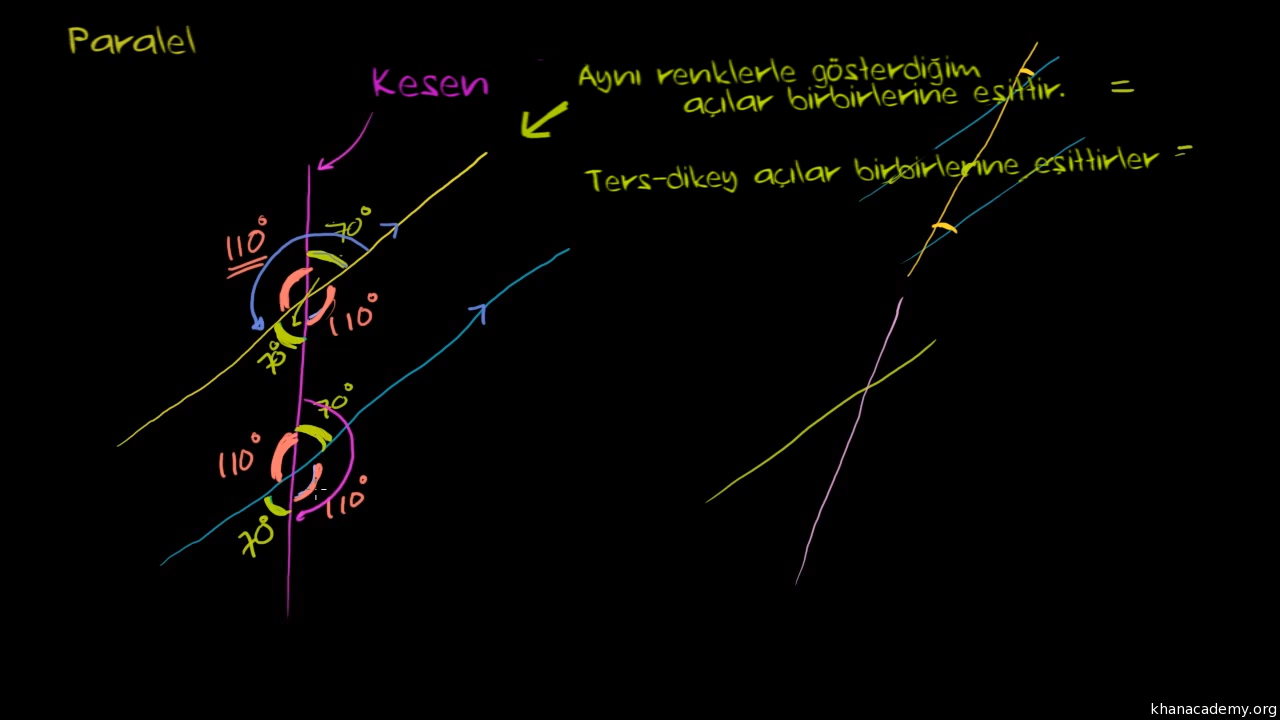 Paralel
Kesen
Aynı renklerle gösterdiğim
açılar birbirlerine eşittir. =
Ters-dikey açılar birbirlerine eşittirler =
70°
110°
110°
70°
70°
110°
110°
70°
khanacademy.org